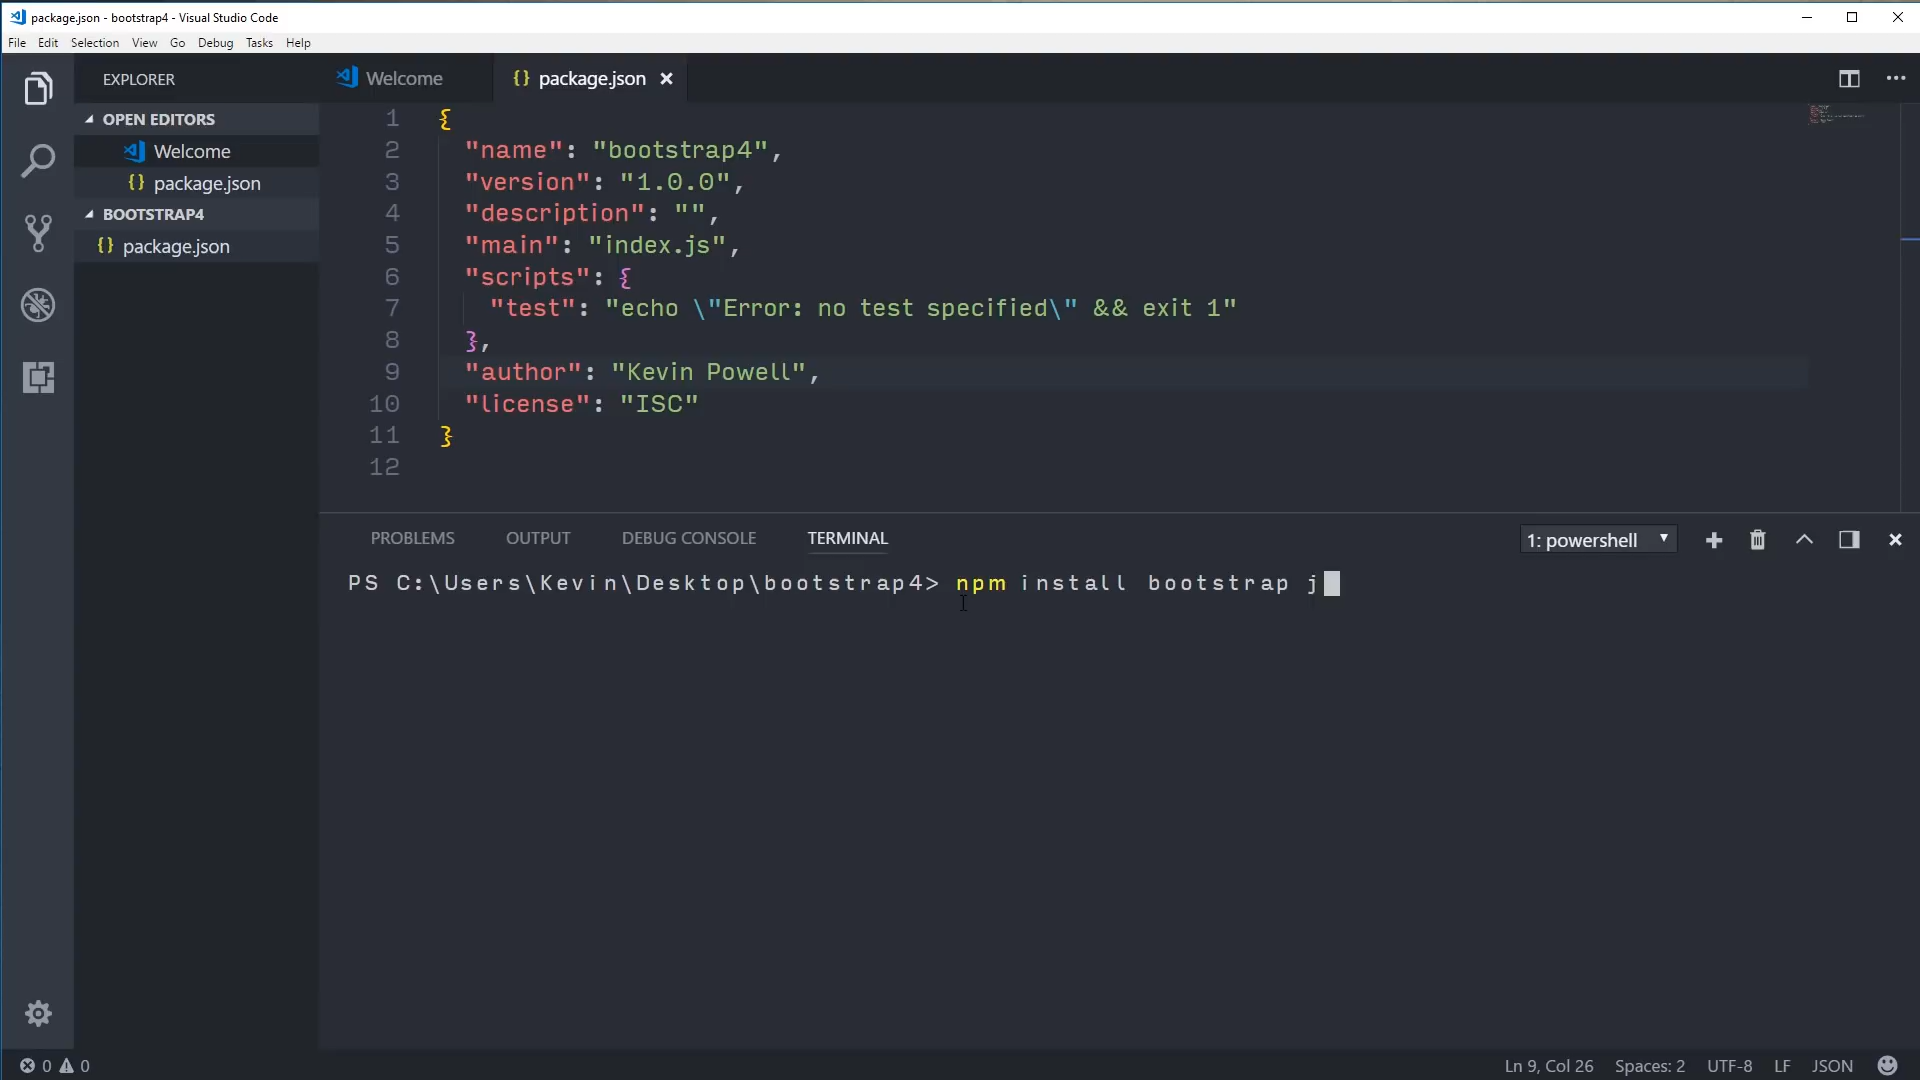 package.json - bootstrap4 - Visual Studio Code
File Edit Selection View Go Debug Tasks Help
EXPLORER
OPEN EDITORS
Welcome
package.json
BOOTSTRAP4
package.json
Welcome
package.json
1 {
2 "name": "bootstrap4",
3 "version": "1.0.0",
4 "description": "",
5 "main": "index.js",
6 "scripts": {
7 "test": "echo \"Error: no test specified\" && exit 1"
8 },
9 "author": "Kevin Powell",
10 "license": "ISC"
11 }
12
PROBLEMS OUTPUT DEBUG CONSOLE TERMINAL
1: powershell
PS C:\Users\Kevin\Desktop\bootstrap4> npm install bootstrap j
0 0
Ln 9, Col 26 Spaces: 2 UTF-8 LF JSON